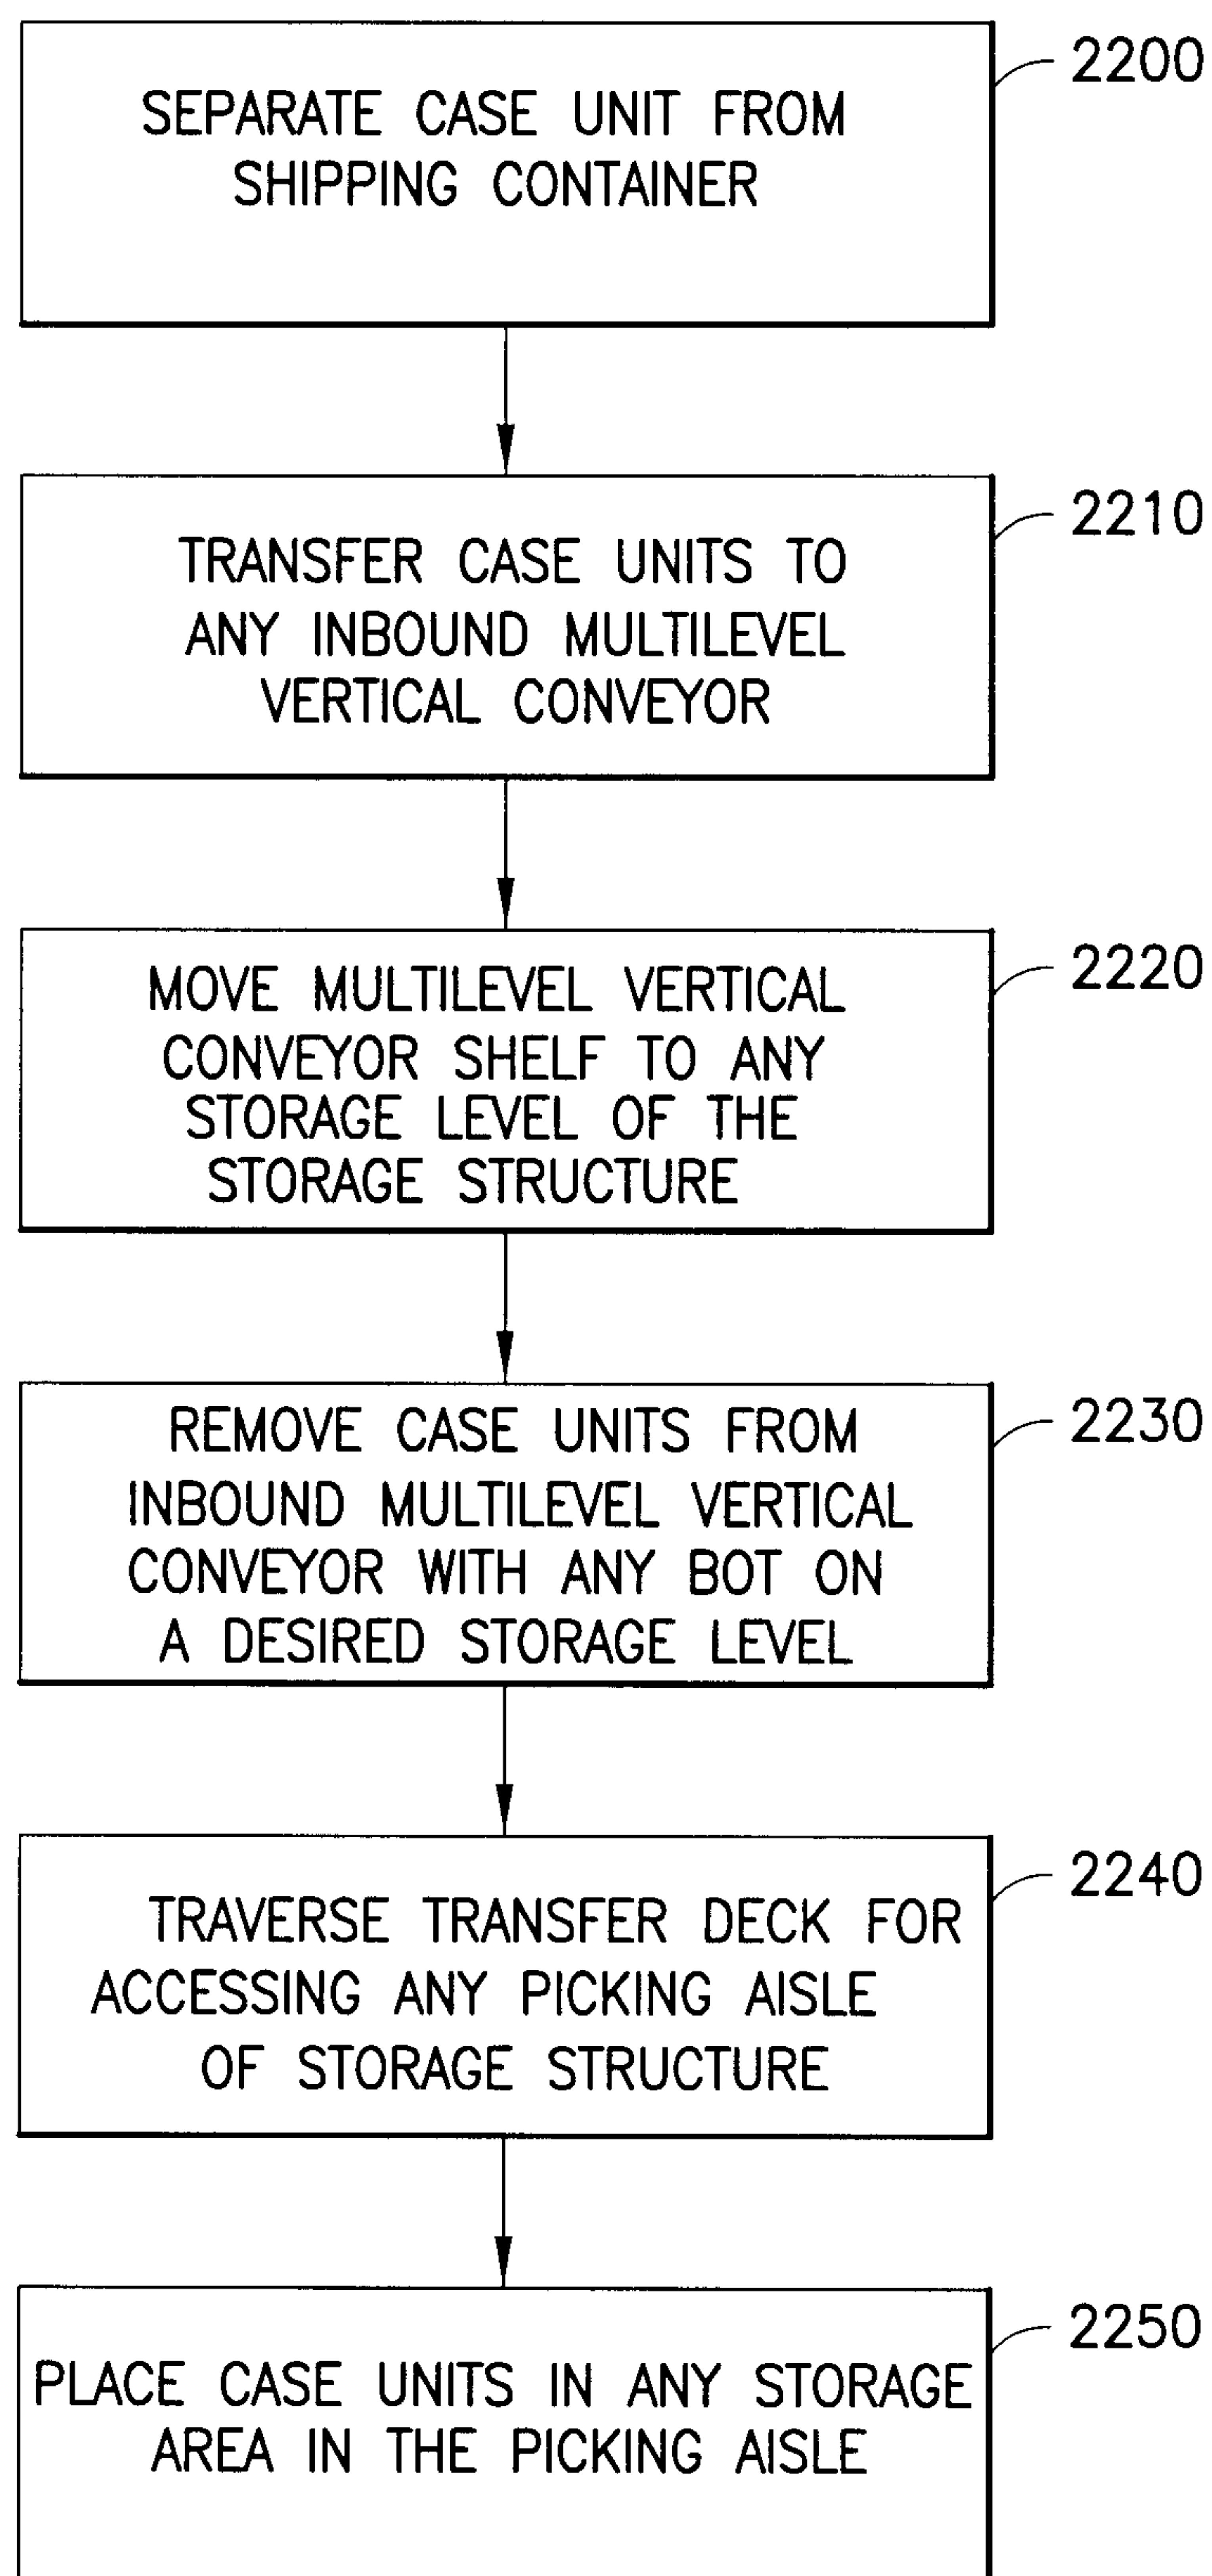 SEPARATE CASE UNIT FROM
SHIPPING CONTAINER
2200
TRANSFER CASE UNITS TO
ANY INBOUND MULTILEVEL
VERTICAL CONVEYOR
2210
MOVE MULTILEVEL VERTICAL
CONVEYOR SHELF TO ANY
STORAGE LEVEL OF THE
STORAGE STRUCTURE
2220
REMOVE CASE UNITS FROM
INBOUND MULTILEVEL VERTICAL
CONVEYOR WITH ANY BOT ON
A DESIRED STORAGE LEVEL
2230
TRAVERSE TRANSFER DECK FOR
ACCESSING ANY PICKING AISLE
OF STORAGE STRUCTURE
2240
PLACE CASE UNITS IN ANY STORAGE
AREA IN THE PICKING AISLE
2250